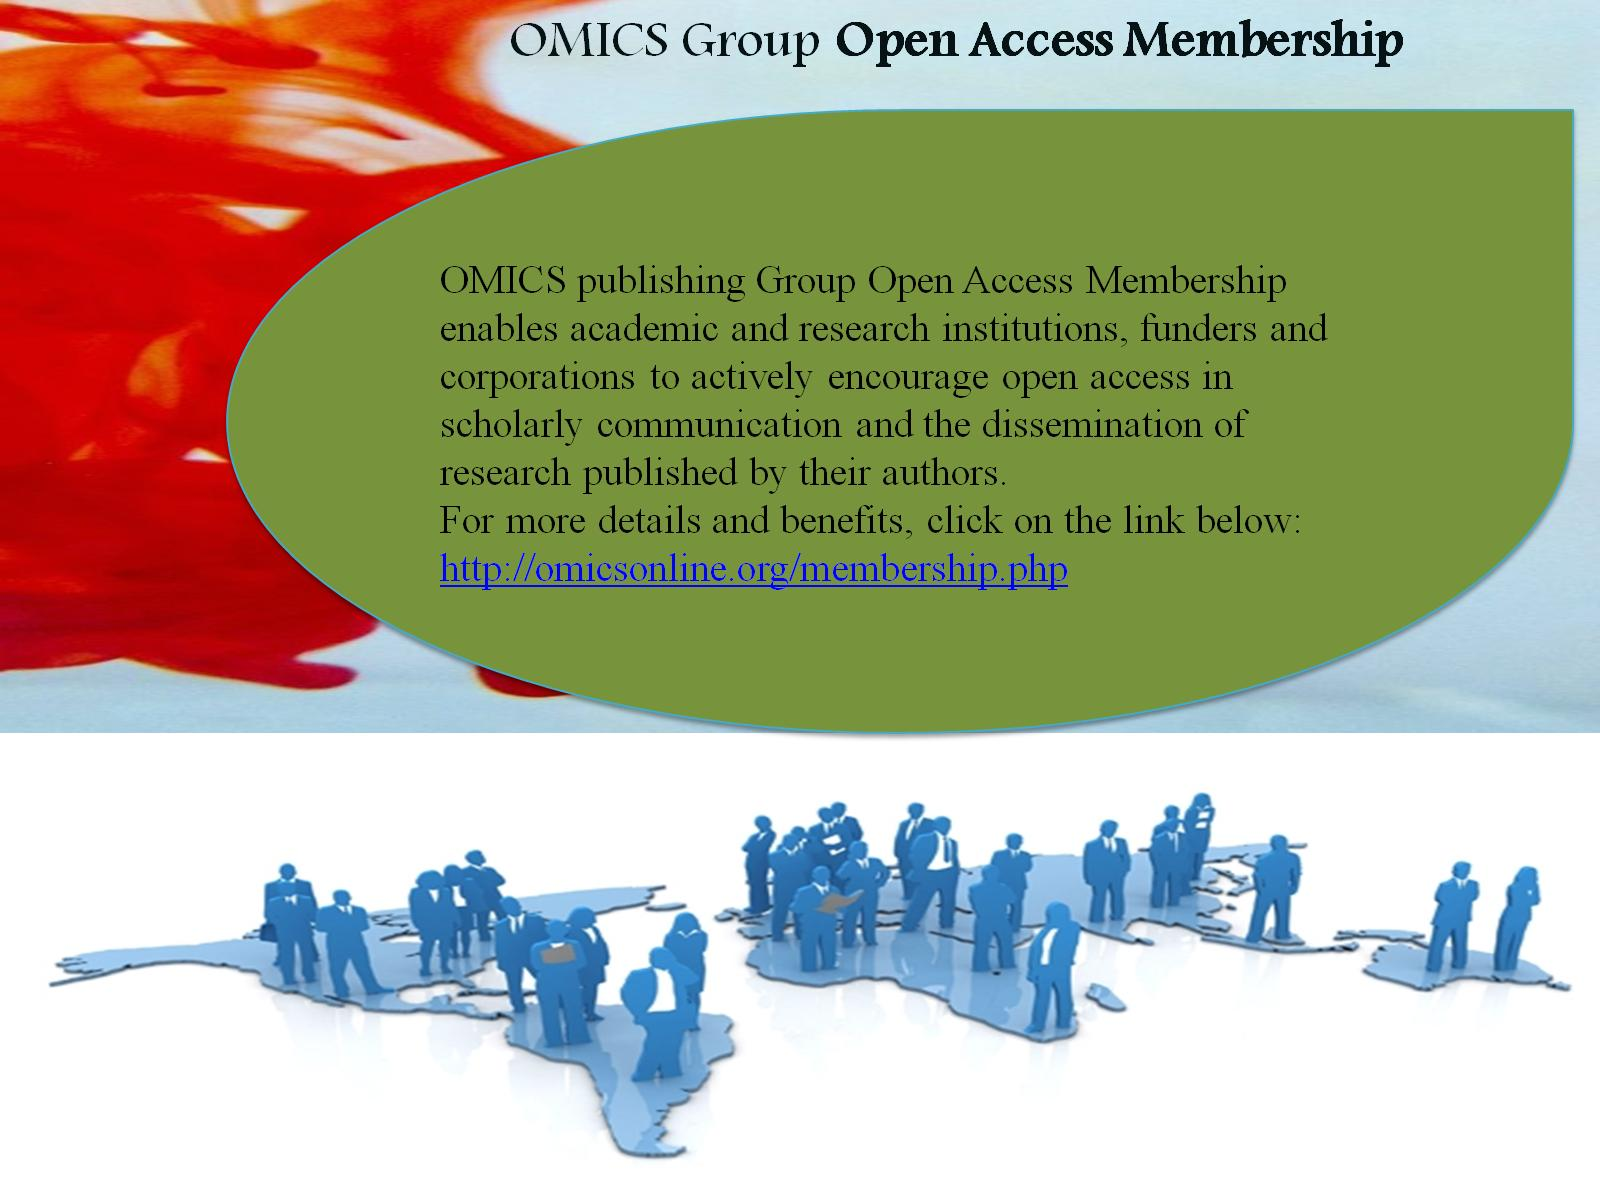 OMICS Group Open Access Membership
OMICS publishing Group Open Access Membership
enables academic and research institutions, funders and
corporations to actively encourage open access in
scholarly communication and the dissemination of
research published by their authors.
For more details and benefits, click on the link below:
http://omicsonline.org/membership.php